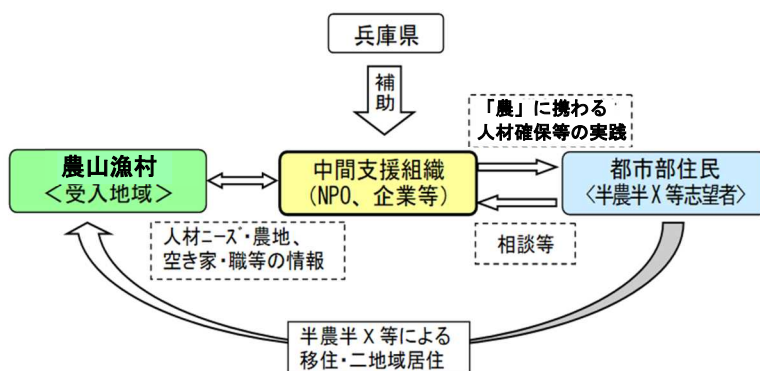 兵庫県
補助
「農」に携わる
人材確保等の実践
農山漁村
＜受入地域＞
中間支援組織
(NPO、企業等)
都市部住民
〈半農半Ｘ等志望者〉
人材ﾆｰｽﾞ・農地、
空き家・職等の情報
相談等
半農半Ｘ等による
移住・二地域居住